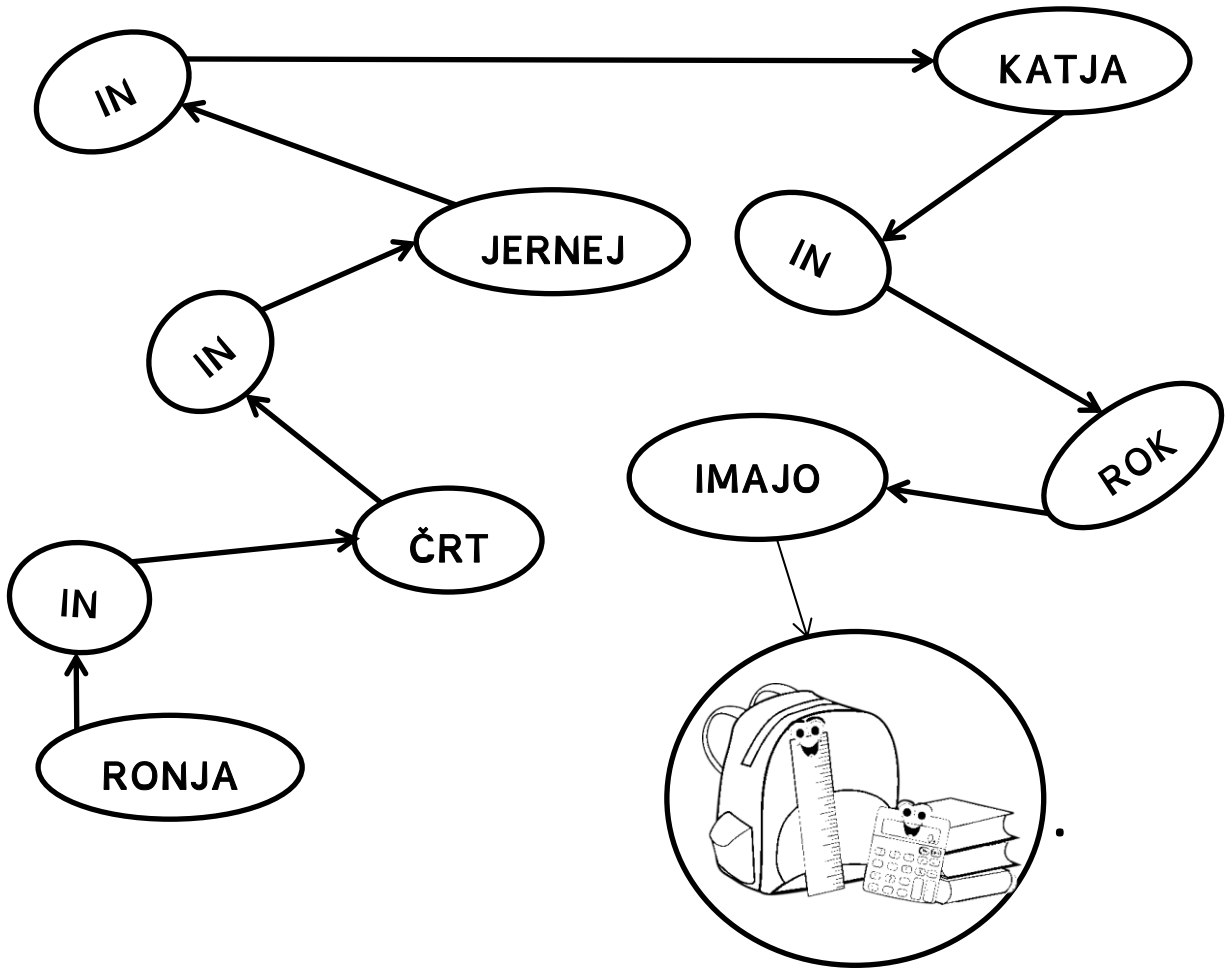 RONJA
IN
ČRT
IN
JERNEJ
IN
KATJA
IN
ROK
IMAJO
.